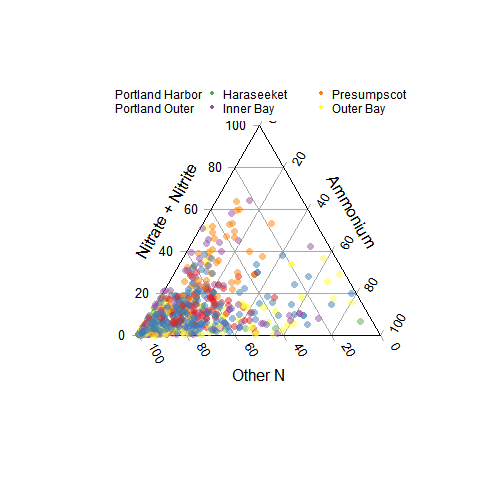 Portland Harbor Haraseeket Presumpscot
Portland Outer Inner Bay Outer Bay
100
80 20
60 40
40 60
20 80
0 100
Nitrate + Nitrite
Ammonium
100 80 60 40 20 0
Other N